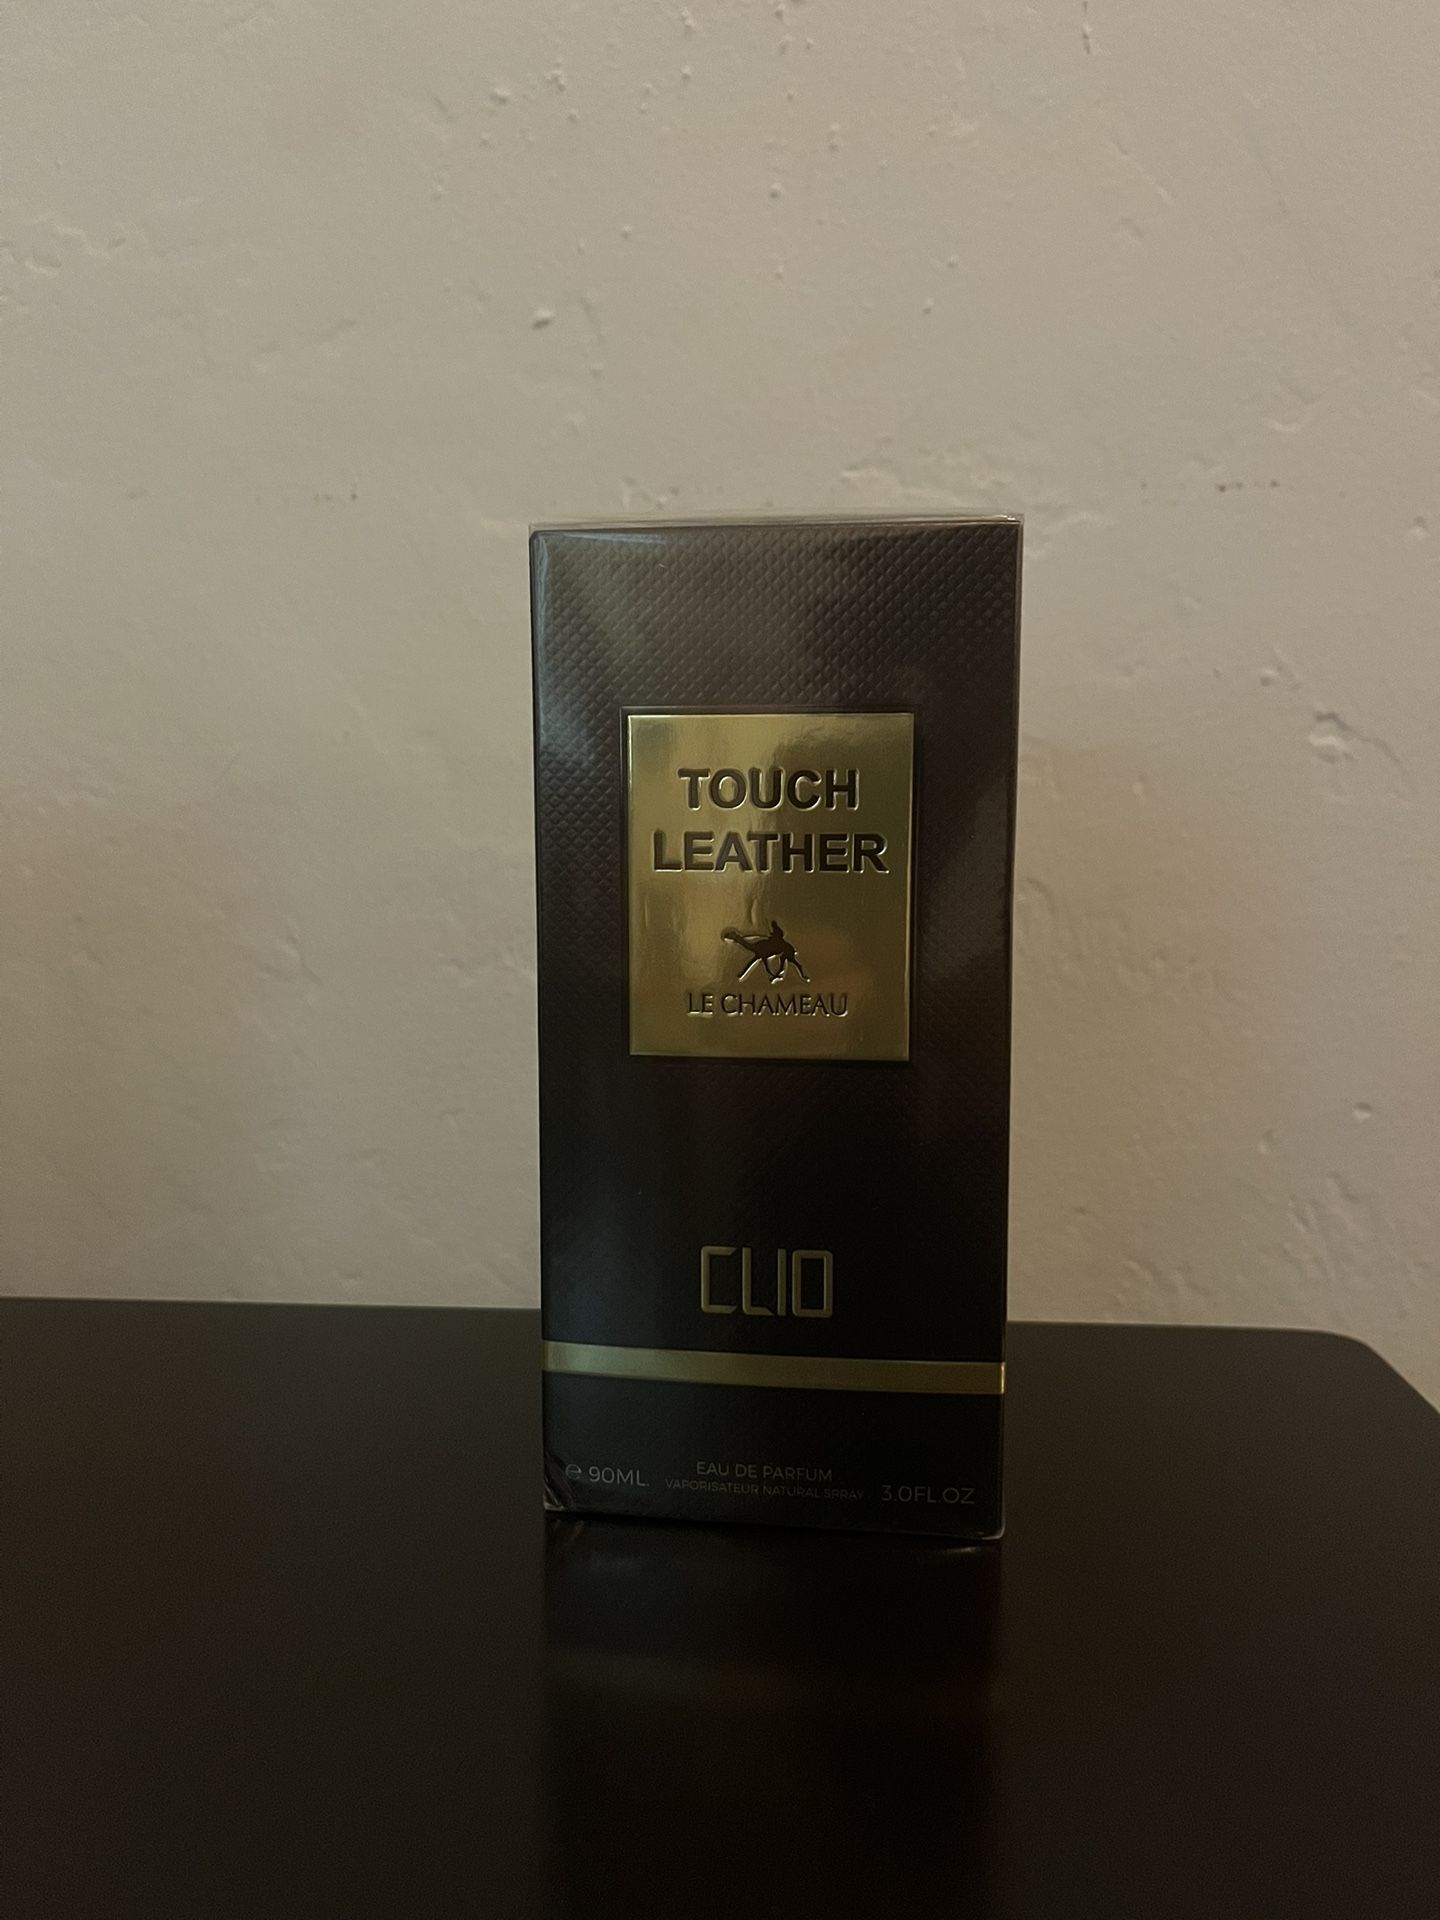 TOUCH
LEATHER
LE CHAMEAU
CLIO
℮ 90ML.
EAU DE PARFUM
VAPORISATEUR NATURAL SPRAY
3.0FL.OZ